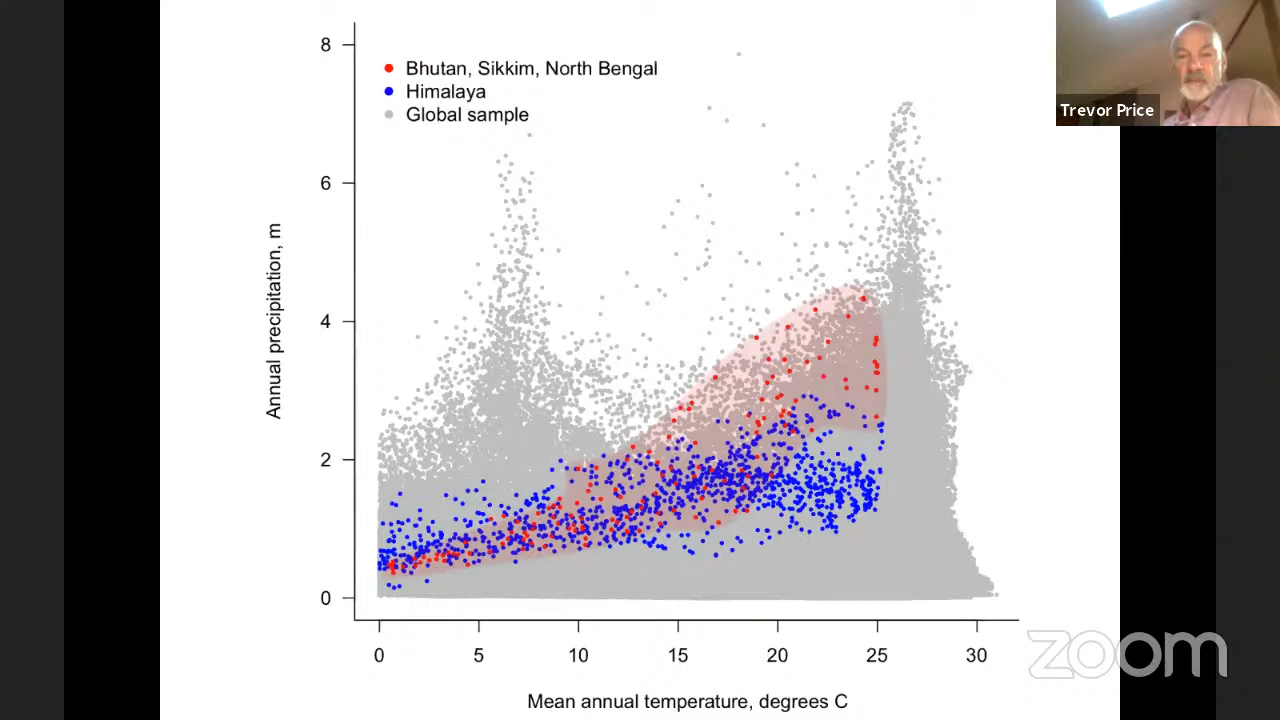 Bhutan, Sikkim, North Bengal
Himalaya
Global sample
Trevor Price
Annual precipitation, m
8
6
4
2
0
0 5 10 15 20 25 30
Mean annual temperature, degrees C
zoom